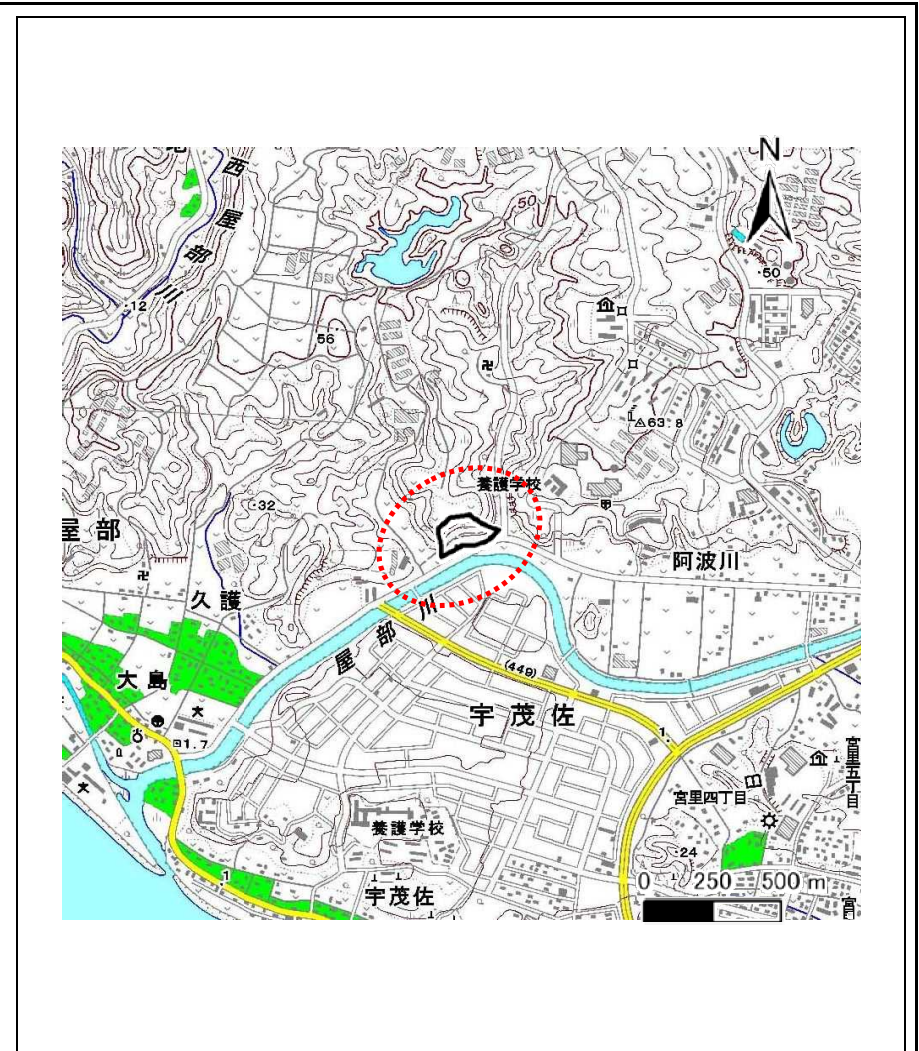 N
西屋部川
50
・12
・50
56
63.8
養護学校
・32
屋部
阿波川
久護
屋部川
大島
(449)
宇茂佐
1.7
1.
宮里五丁目
宮里四丁目
養護学校
・24
1
0 250 500 m
宇茂佐
宮